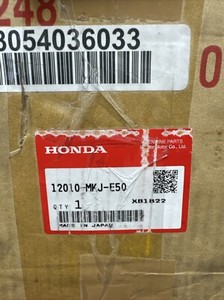 248
3054036033
HONDA
GENUINE PARTS
12010-MKJ-E50
QTY 1
XB1822
MADE IN JAPAN